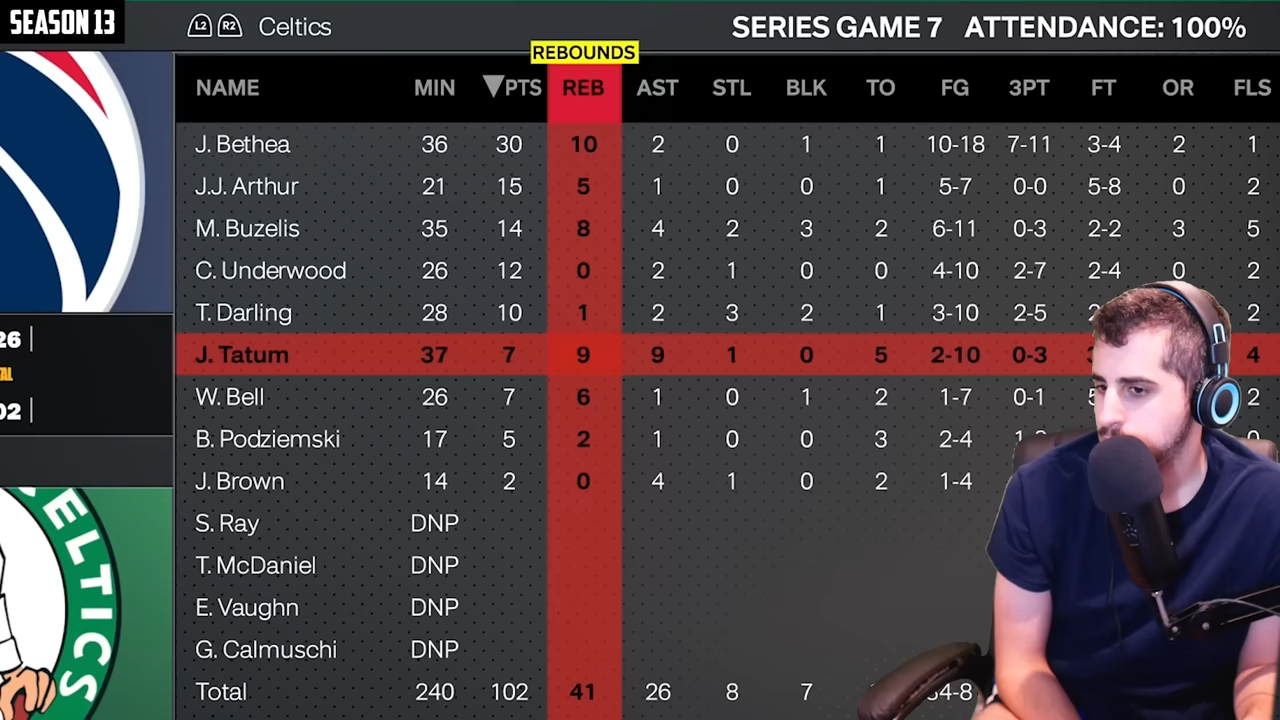 SEASON 13
L2 R2 Celtics SERIES GAME 7 ATTENDANCE: 100%
REBOUNDS
NAME MIN PTS REB AST STL BLK TO FG 3PT FT OR FLS
J. Bethea 36 30 10 2 0 1 1 10-18 7-11 3-4 2 1
J.J. Arthur 21 15 5 1 0 0 1 5-7 0-0 5-8 0 2
M. Buzelis 35 14 8 4 2 3 2 6-11 0-3 2-2 3 5
C. Underwood 26 12 0 2 1 0 0 4-10 2-7 2-4 0 2
T. Darling 28 10 1 2 3 2 1 3-10 2-5 2
26
J. Tatum 37 7 9 9 1 0 5 2-10 0-3 4
TAL
W. Bell 26 7 6 1 0 1 2 1-7 0-1 2
02
B. Podziemski 17 5 2 1 0 0 3 2-4
J. Brown 14 2 0 4 1 0 2 1-4
S. Ray DNP
T. McDaniel DNP
E. Vaughn DNP
G. Calmuschi DNP
Total 240 102 41 26 8 7
CELTICS